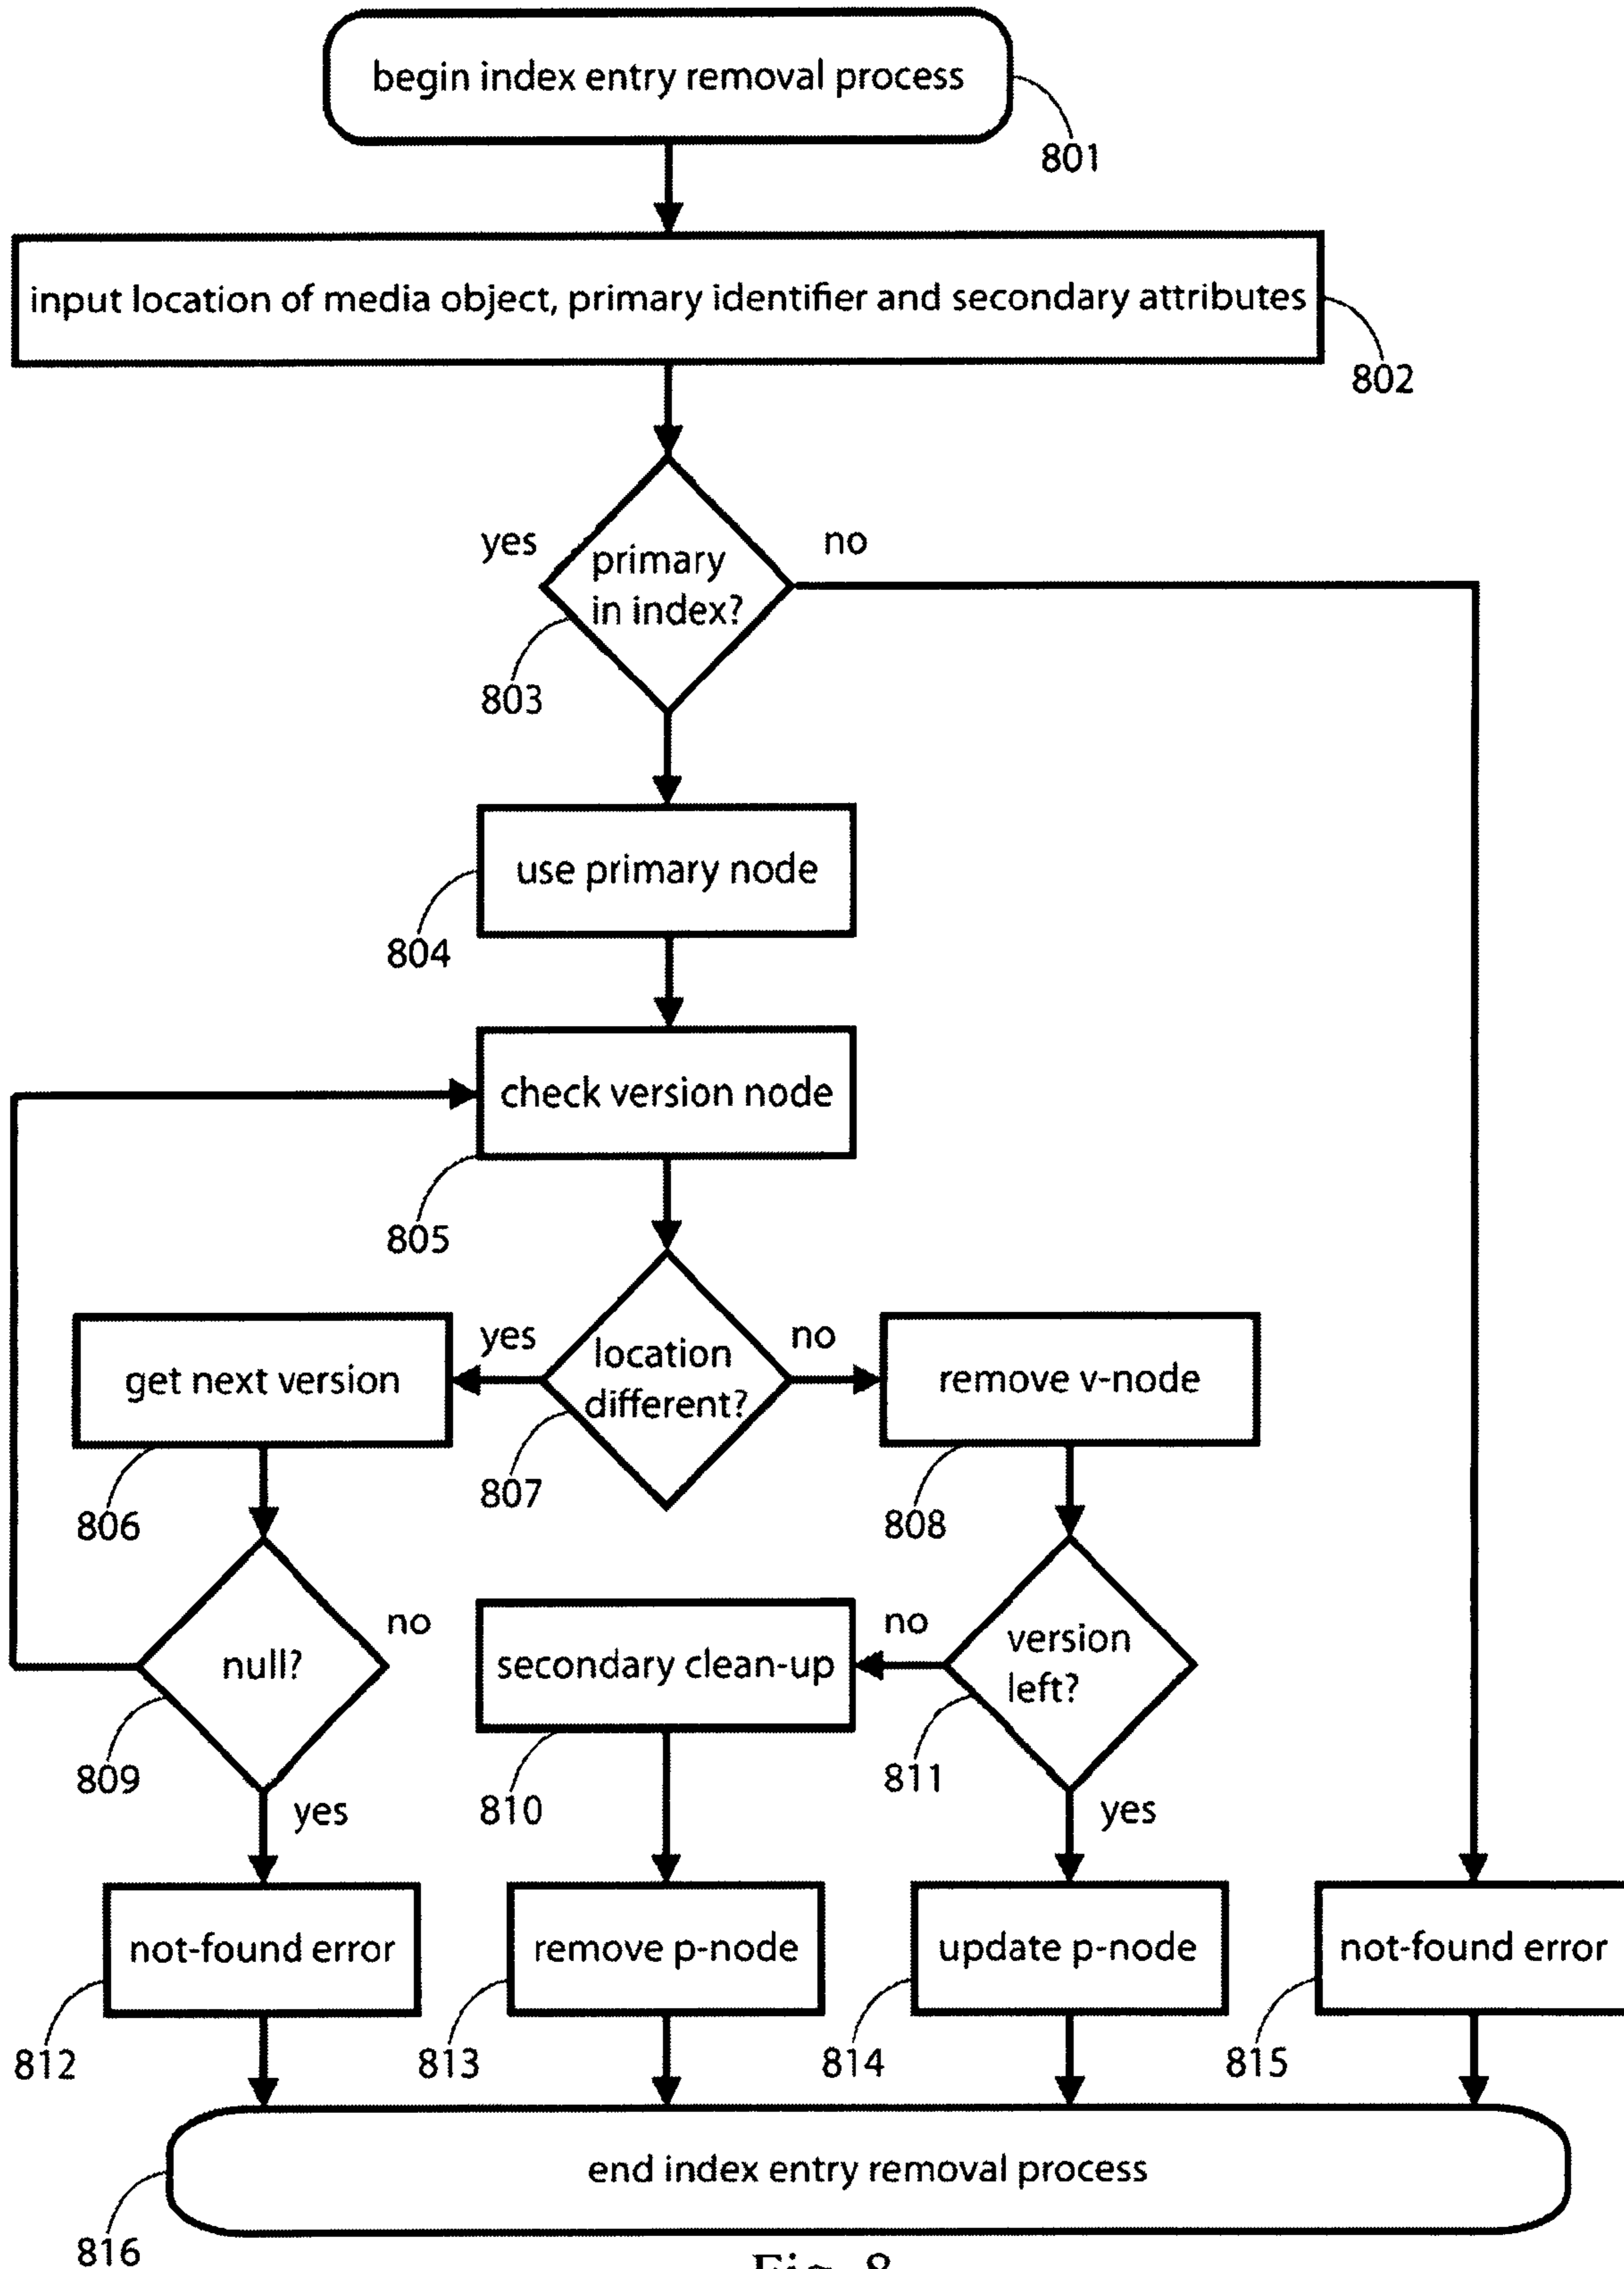 begin index entry removal process
801
input location of media object, primary identifier and secondary attributes
802
yes
no
primary
in index?
803
use primary node
804
check version node
805
get next version
yes
location
different?
no
remove v-node
806
807
808
null?
no
secondary clean-up
no
version
left?
809
yes
810
811
yes
not-found error
remove p-node
update p-node
not-found error
812
813
814
815
end index entry removal process
816
Fig. 8